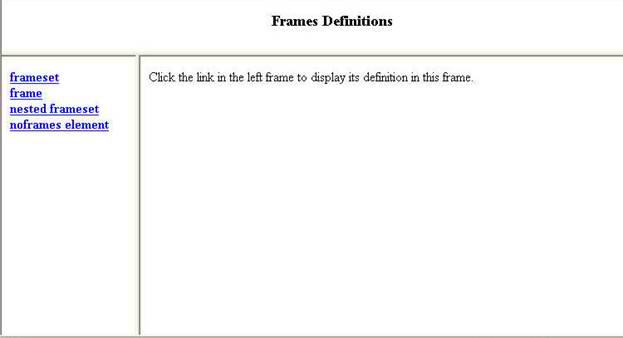 Frames Definitions
frameset
frame
nested frameset
noframes element
Click the link in the left frame to display its definition in this frame.